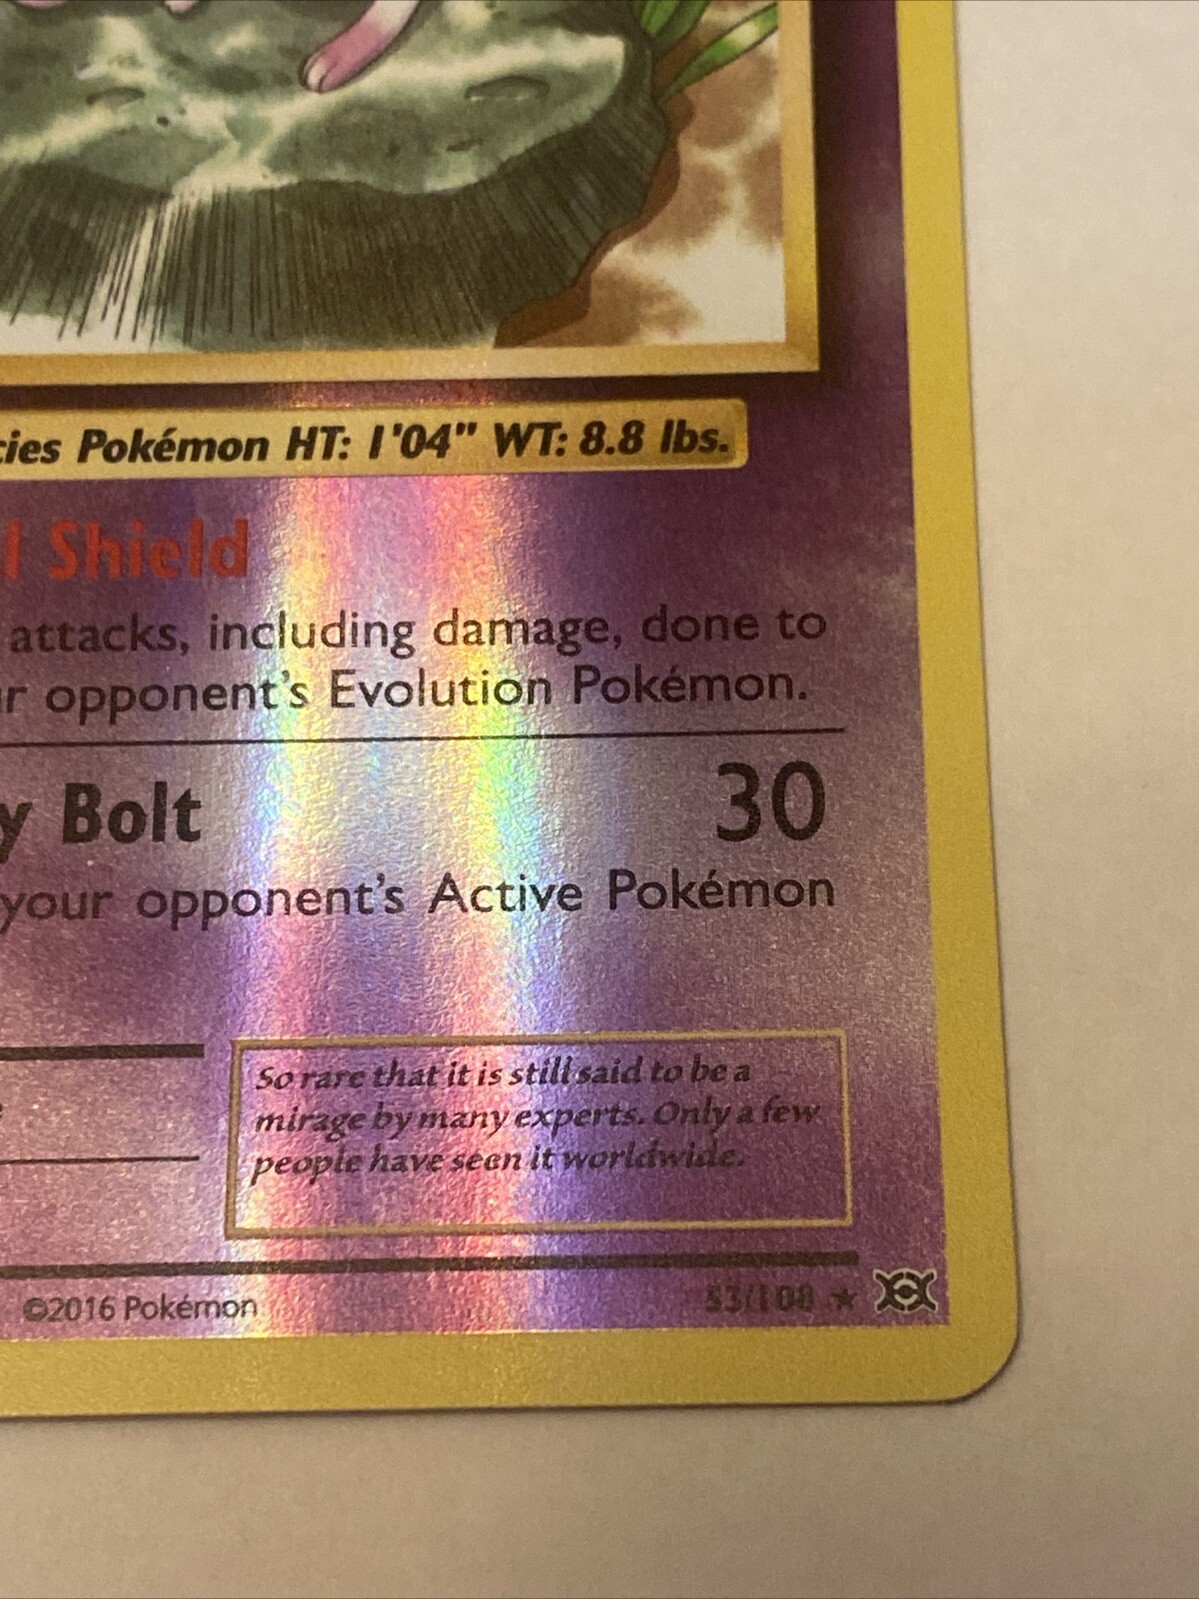 cies Pokémon HT: 1'04" WT: 8.8 lbs.
l Shield
attacks, including damage, done to
r opponent's Evolution Pokémon.
y Bolt 30
your opponent's Active Pokémon
So rare that it is still said to be a
mirage by many experts. Only a few
people have seen it worldwide.
©2016 Pokémon 53/108 ★